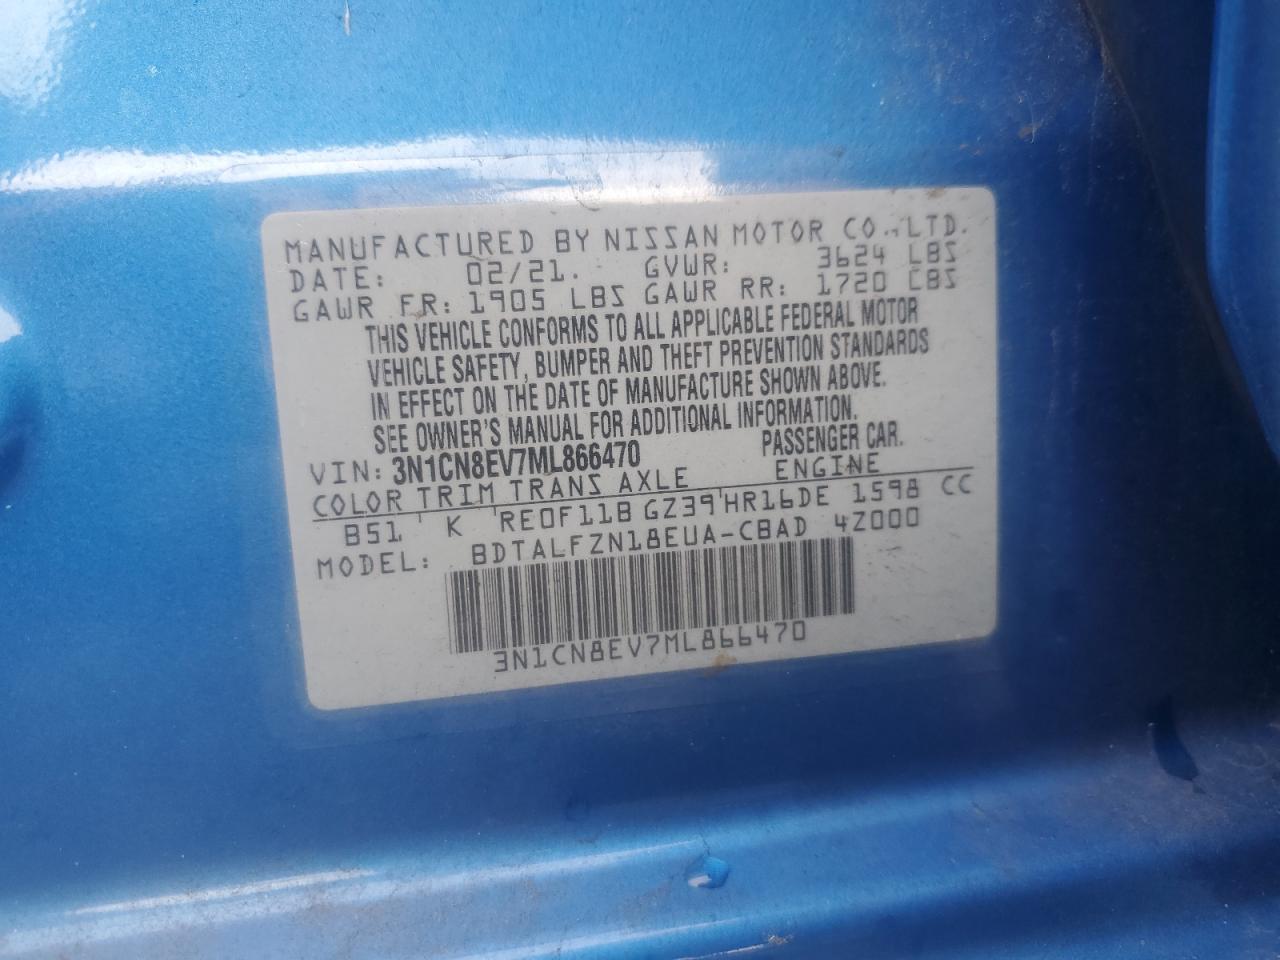 MANUFACTURED BY NISSAN MOTOR CO., LTD.
DATE: 02/21. GVWR: 3624 LBS
GAWR FR: 1905 LBS GAWR RR: 1720 LBS
THIS VEHICLE CONFORMS TO ALL APPLICABLE FEDERAL MOTOR
VEHICLE SAFETY, BUMPER AND THEFT PREVENTION STANDARDS
IN EFFECT ON THE DATE OF MANUFACTURE SHOWN ABOVE.
SEE OWNER'S MANUAL FOR ADDITIONAL INFORMATION.
VIN: 3N1CN8EV7ML866470 PASSENGER CAR.
COLOR TRIM TRANS AXLE ENGINE
B51 K RE0F11B GZ39 HR16DE 1598 CC
MODEL: BDTALFZN18EUA-CBAD 4Z000
3N1CN8EV7ML866470